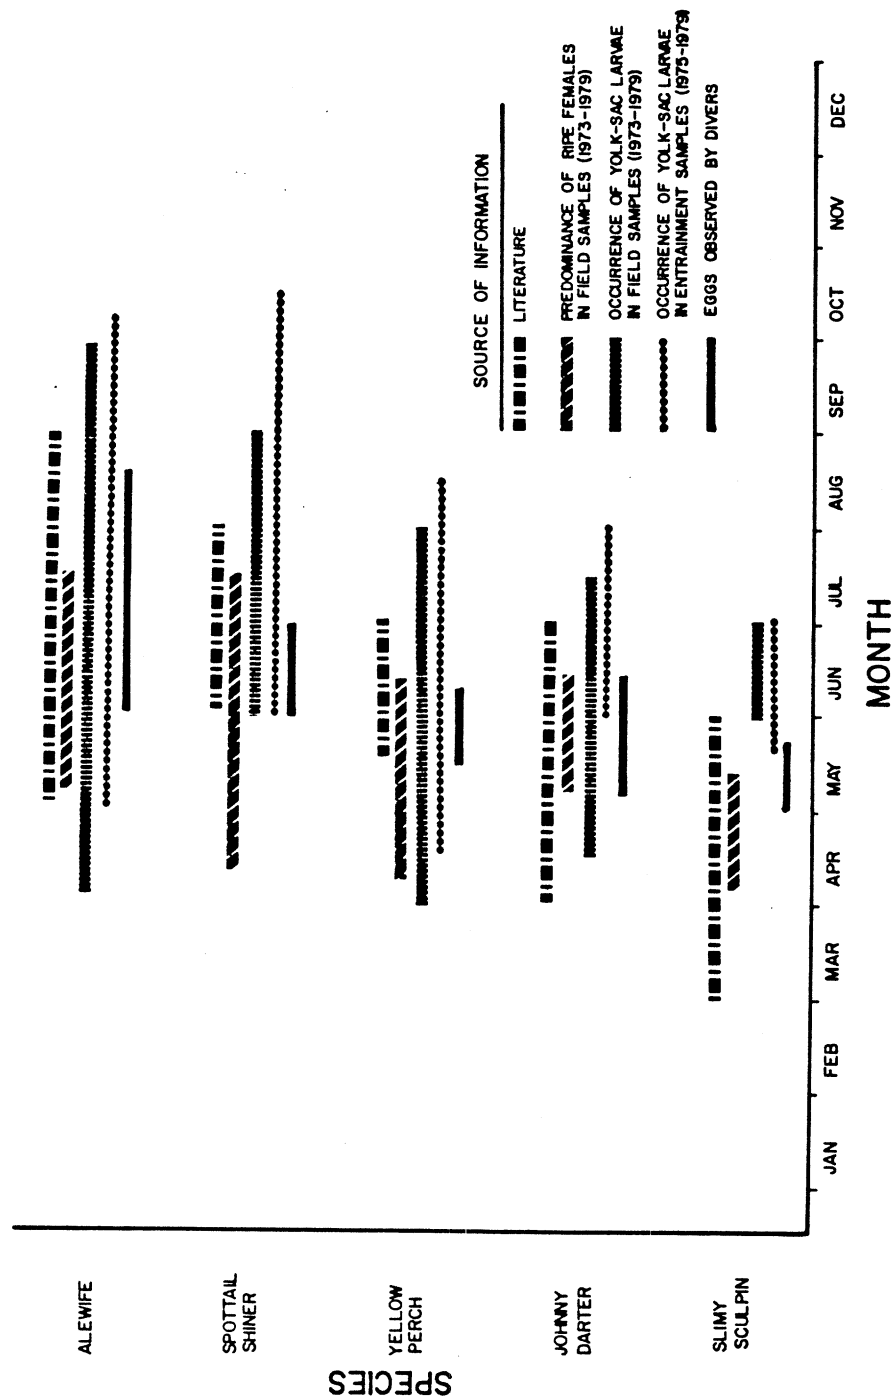 SPECIES
ALEWIFE
SPOTTAIL
SHINER
YELLOW
PERCH
JOHNNY
DARTER
SLIMY
SCULPIN
SOURCE OF INFORMATION
LITERATURE
PREDOMINANCE OF RIPE FEMALES
IN FIELD SAMPLES (1973-1979)
OCCURRENCE OF YOLK-SAC LARVAE
IN FIELD SAMPLES (1973-1979)
OCCURRENCE OF YOLK-SAC LARVAE
IN ENTRAINMENT SAMPLES (1975-1979)
EGGS OBSERVED BY DIVERS
JAN FEB MAR APR MAY JUN JUL AUG SEP OCT NOV DEC
MONTH